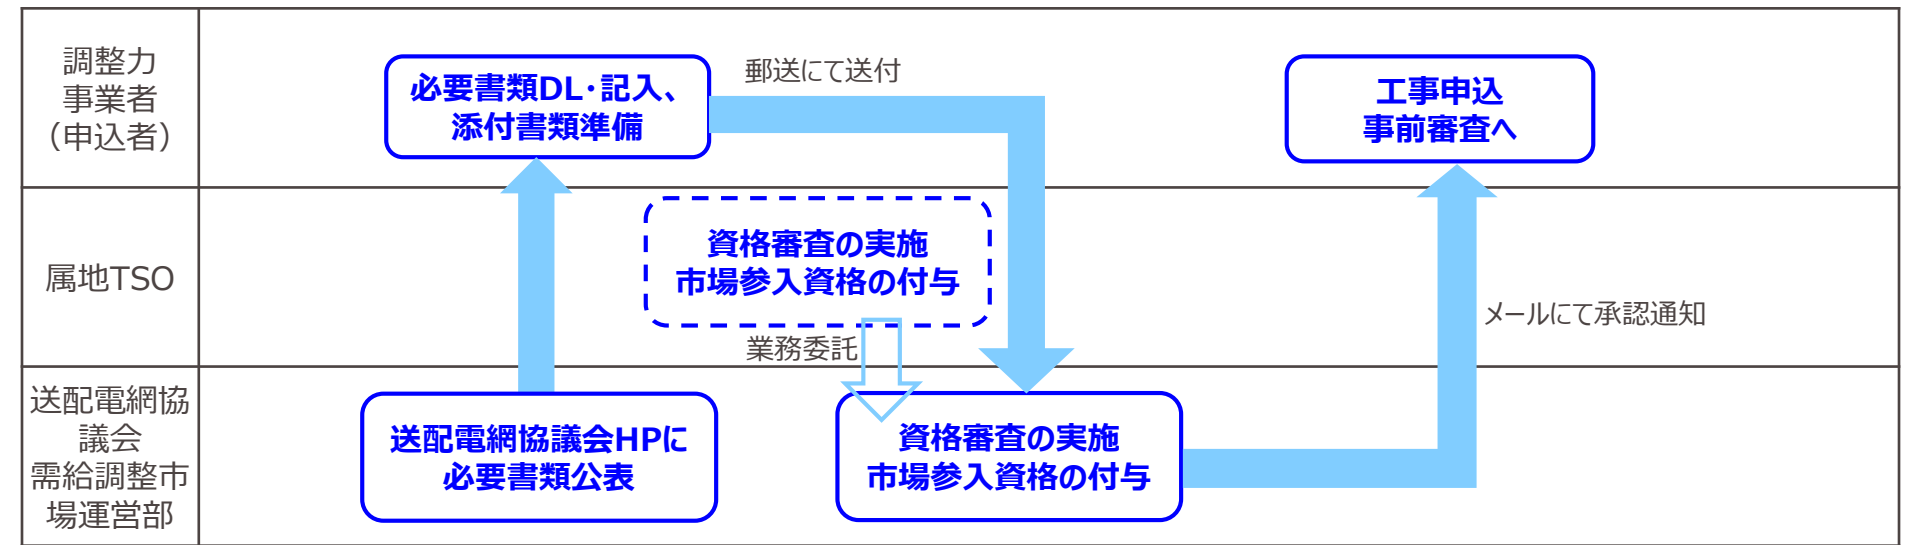 調整力
事業者
（申込者）
必要書類DL・記入、
添付書類準備
郵送にて送付
工事申込
事前審査へ
属地TSO
資格審査の実施
市場参入資格の付与
業務委託
メールにて承認通知
送配電網協
議会
需給調整市
場運営部
送配電網協議会HPに
必要書類公表
資格審査の実施
市場参入資格の付与